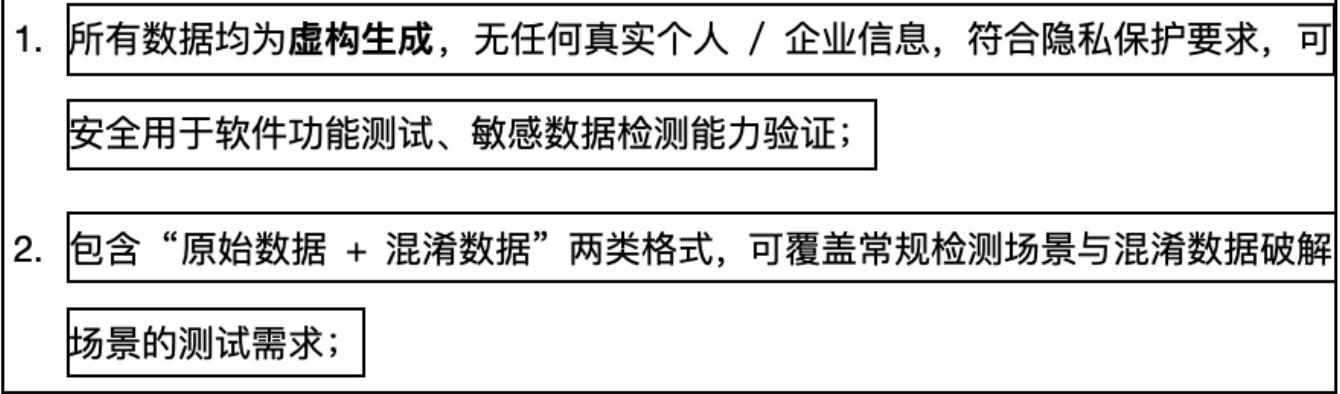 1. 所有数据均为虚构生成，无任何真实个人 / 企业信息，符合隐私保护要求，可
安全用于软件功能测试、敏感数据检测能力验证；
2. 包含“原始数据 + 混淆数据”两类格式，可覆盖常规检测场景与混淆数据破解
场景的测试需求；